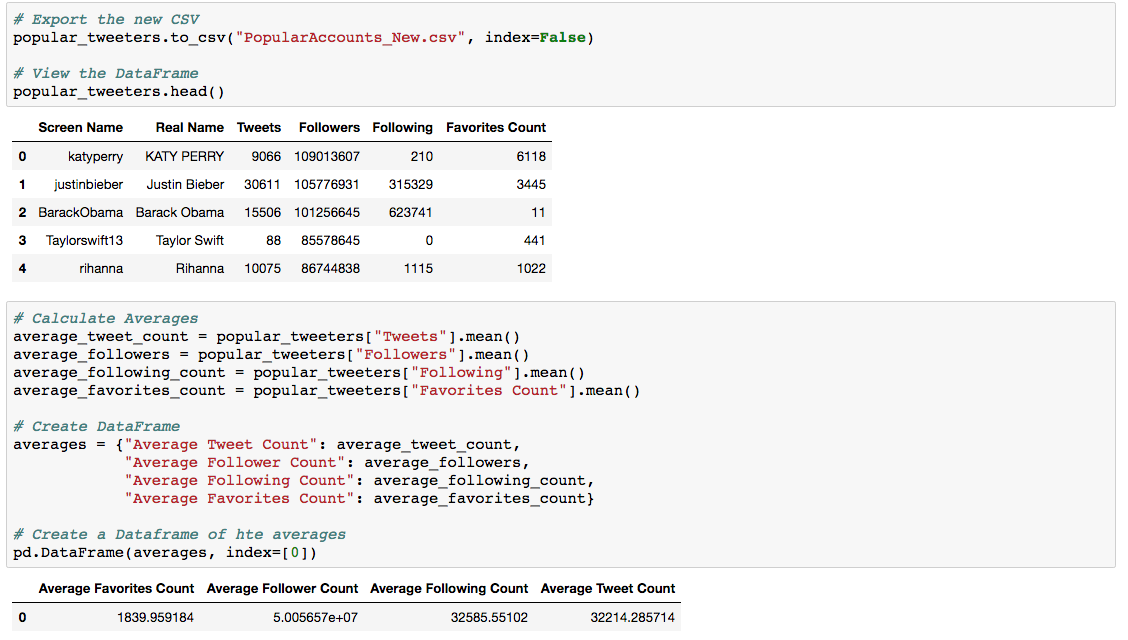 # Export the new CSV
popular_tweeters.to_csv("PopularAccounts_New.csv", index=False)
# View the DataFrame
popular_tweeters.head()
Screen Name Real Name Tweets Followers Following Favorites Count
0 katyperry KATY PERRY 9066 109013607 210 6118
1 justinbieber Justin Bieber 30611 105776931 315329 3445
2 BarackObama Barack Obama 15506 101256645 623741 11
3 Taylorswift13 Taylor Swift 88 85578645 0 441
4 rihanna Rihanna 10075 86744838 1115 1022
# Calculate Averages
average_tweet_count = popular_tweeters["Tweets"].mean()
average_followers = popular_tweeters["Followers"].mean()
average_following_count = popular_tweeters["Following"].mean()
average_favorites_count = popular_tweeters["Favorites Count"].mean()
# Create DataFrame
averages = {"Average Tweet Count": average_tweet_count,
"Average Follower Count": average_followers,
"Average Following Count": average_following_count,
"Average Favorites Count": average_favorites_count}
# Create a Dataframe of hte averages
pd.DataFrame(averages, index=[0])
Average Favorites Count Average Follower Count Average Following Count Average Tweet Count
0 1839.959184 5.005657e+07 32585.55102 32214.285714